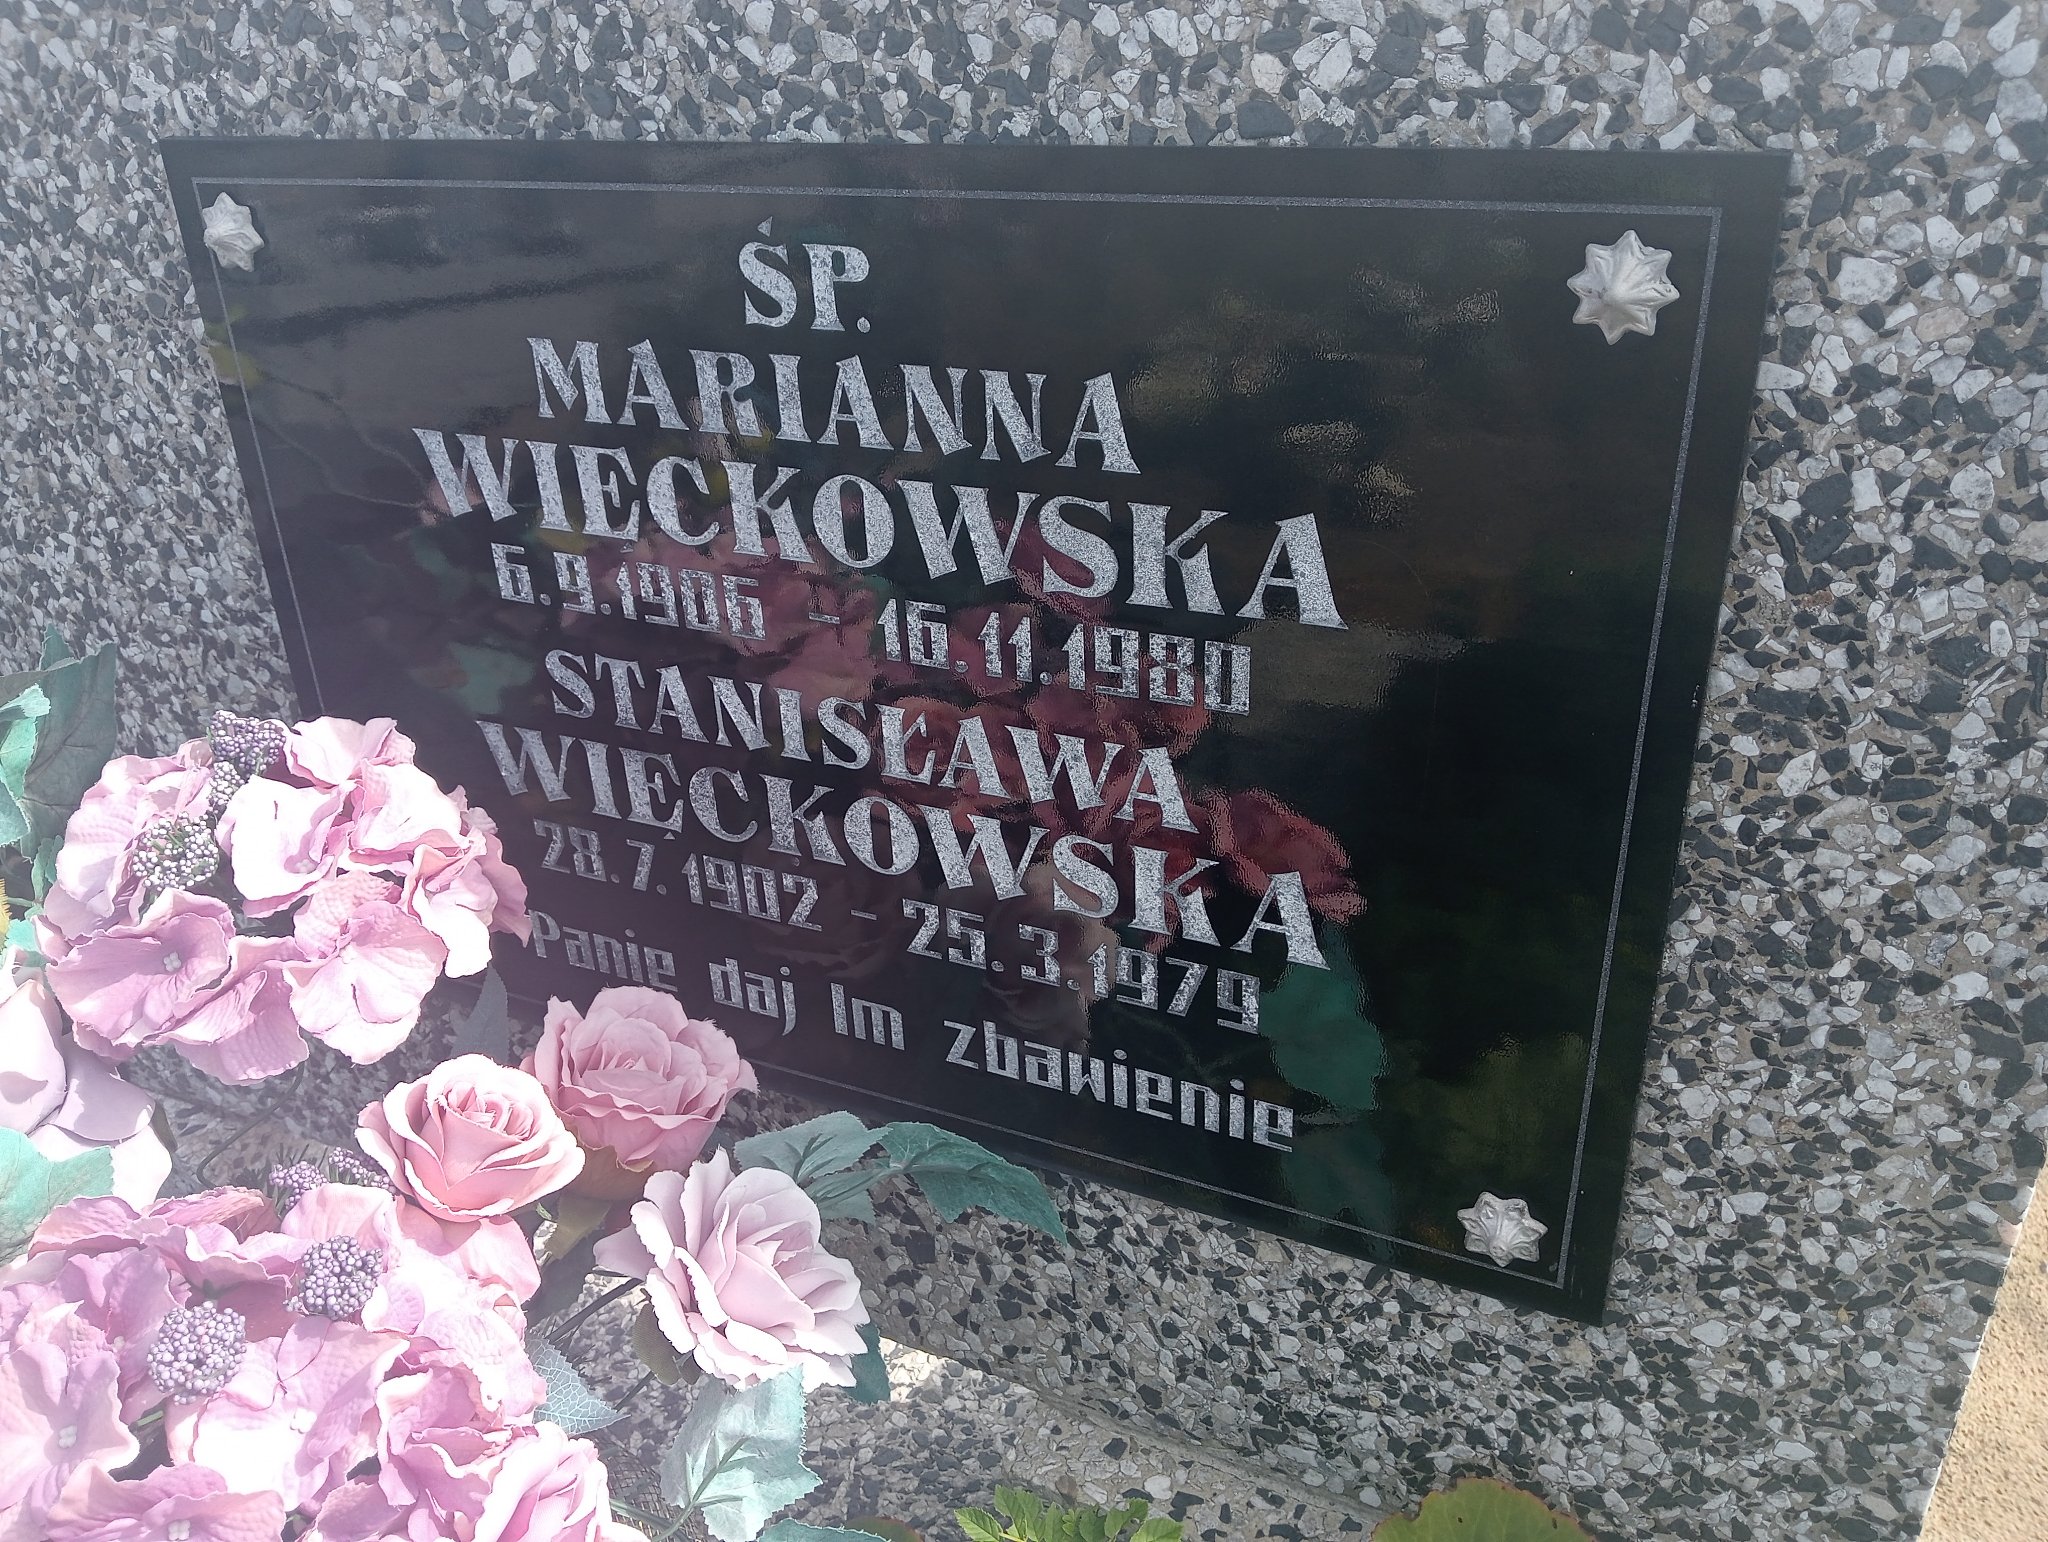 ŚP.
MARIANNA
WIĘCKOWSKA
6.9.1906 - 16.11.1980
STANISŁAWA
WIĘCKOWSKA
28.7.1902 - 25.3.1979
Panie daj Im zbawienie